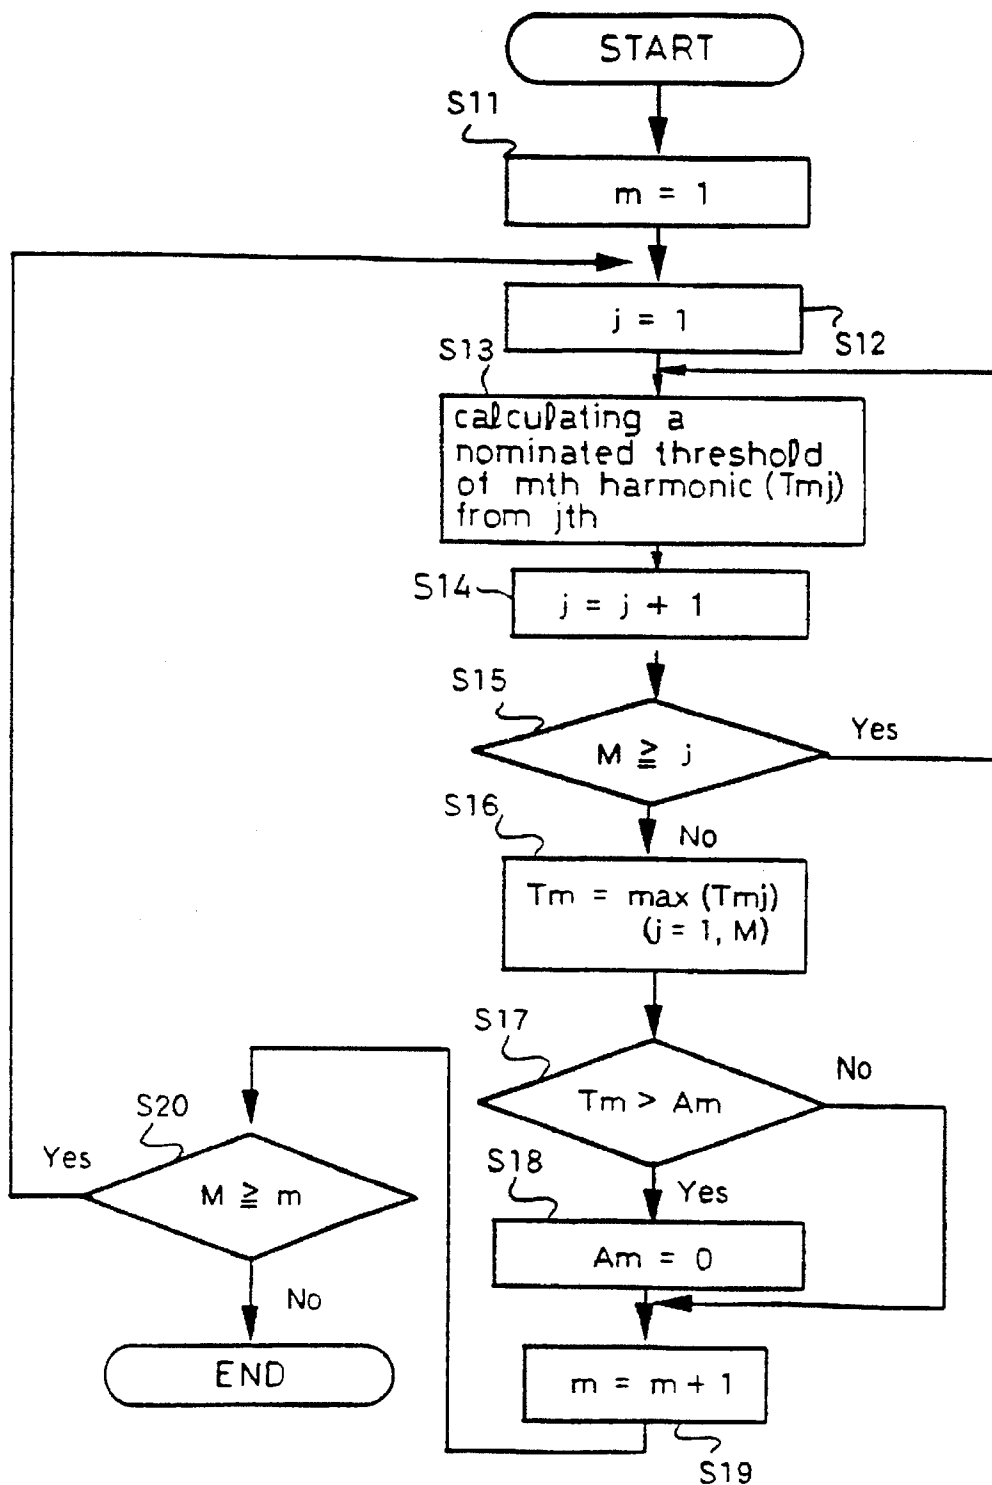 START
S11
m = 1
j = 1
S12
S13
calculating a
nominated threshold
of mth harmonic (Tmj)
from jth
S14
j = j + 1
S15
M ≧ j
Yes
S16
No
Tm = max (Tmj)
(j = 1, M)
S17
No
Tm > Am
S20
Yes
M ≧ m
S18
Yes
Am = 0
No
END
m = m + 1
S19